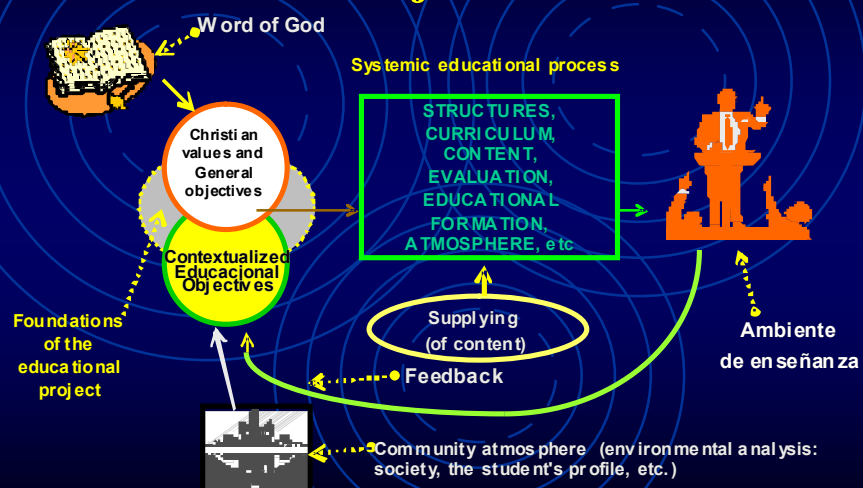 Word of God
Systemic educational process
Christian
values and
General
objectives
STRUCTURES,
CURRICULUM,
CONTENT,
EVALUATION,
EDUCATIONAL
FORMATION,
ATMOSPHERE, etc
Contextualized
Educacional
Objectives
Foundations
of the
educational
project
Supplying
(of content)
Ambiente
de enseñanza
Feedback
Community atmosphere (environmental analysis:
society, the student's profile, etc.)